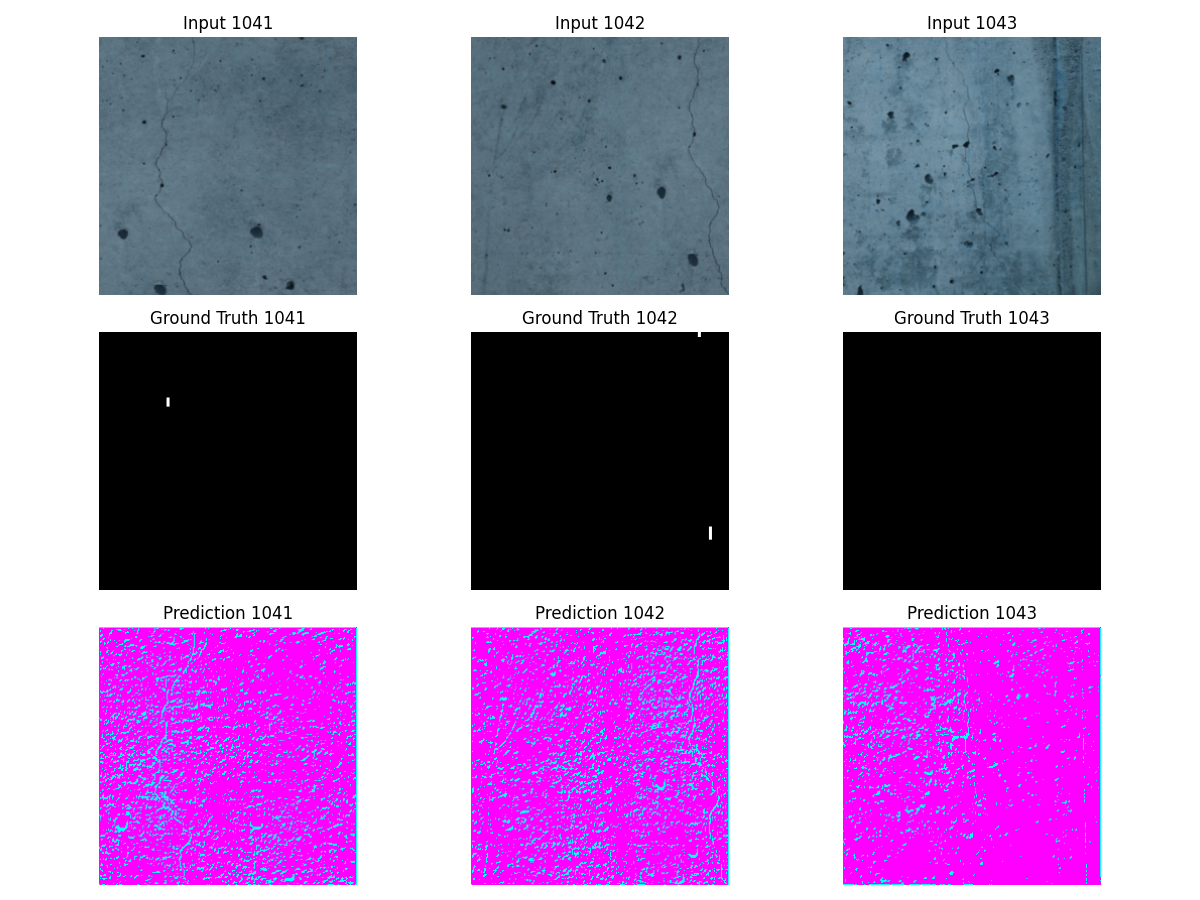 Input 1041
Input 1042
Input 1043
Ground Truth 1041
Ground Truth 1042
Ground Truth 1043
Prediction 1041
Prediction 1042
Prediction 1043